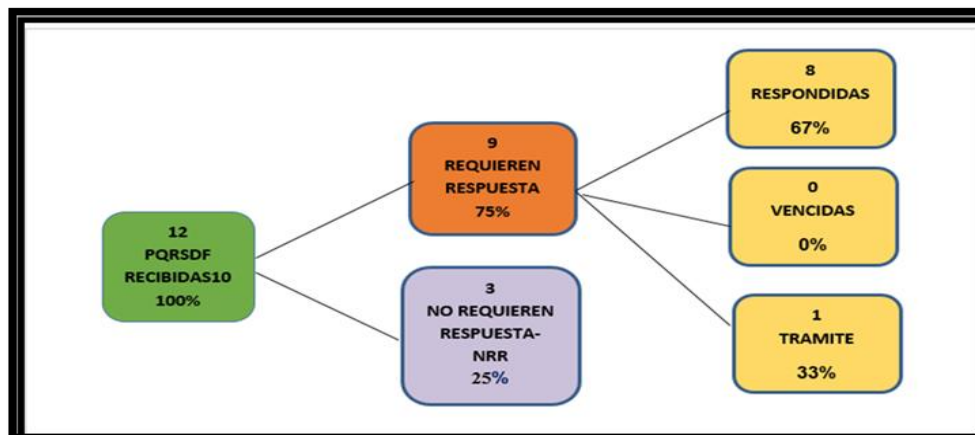 12
PQRSDF
RECIBIDAS10
100%
9
REQUIEREN
RESPUESTA
75%
3
NO REQUIEREN
RESPUESTA-
NRR
25%
8
RESPONDIDAS
67%
0
VENCIDAS
0%
1
TRAMITE
33%